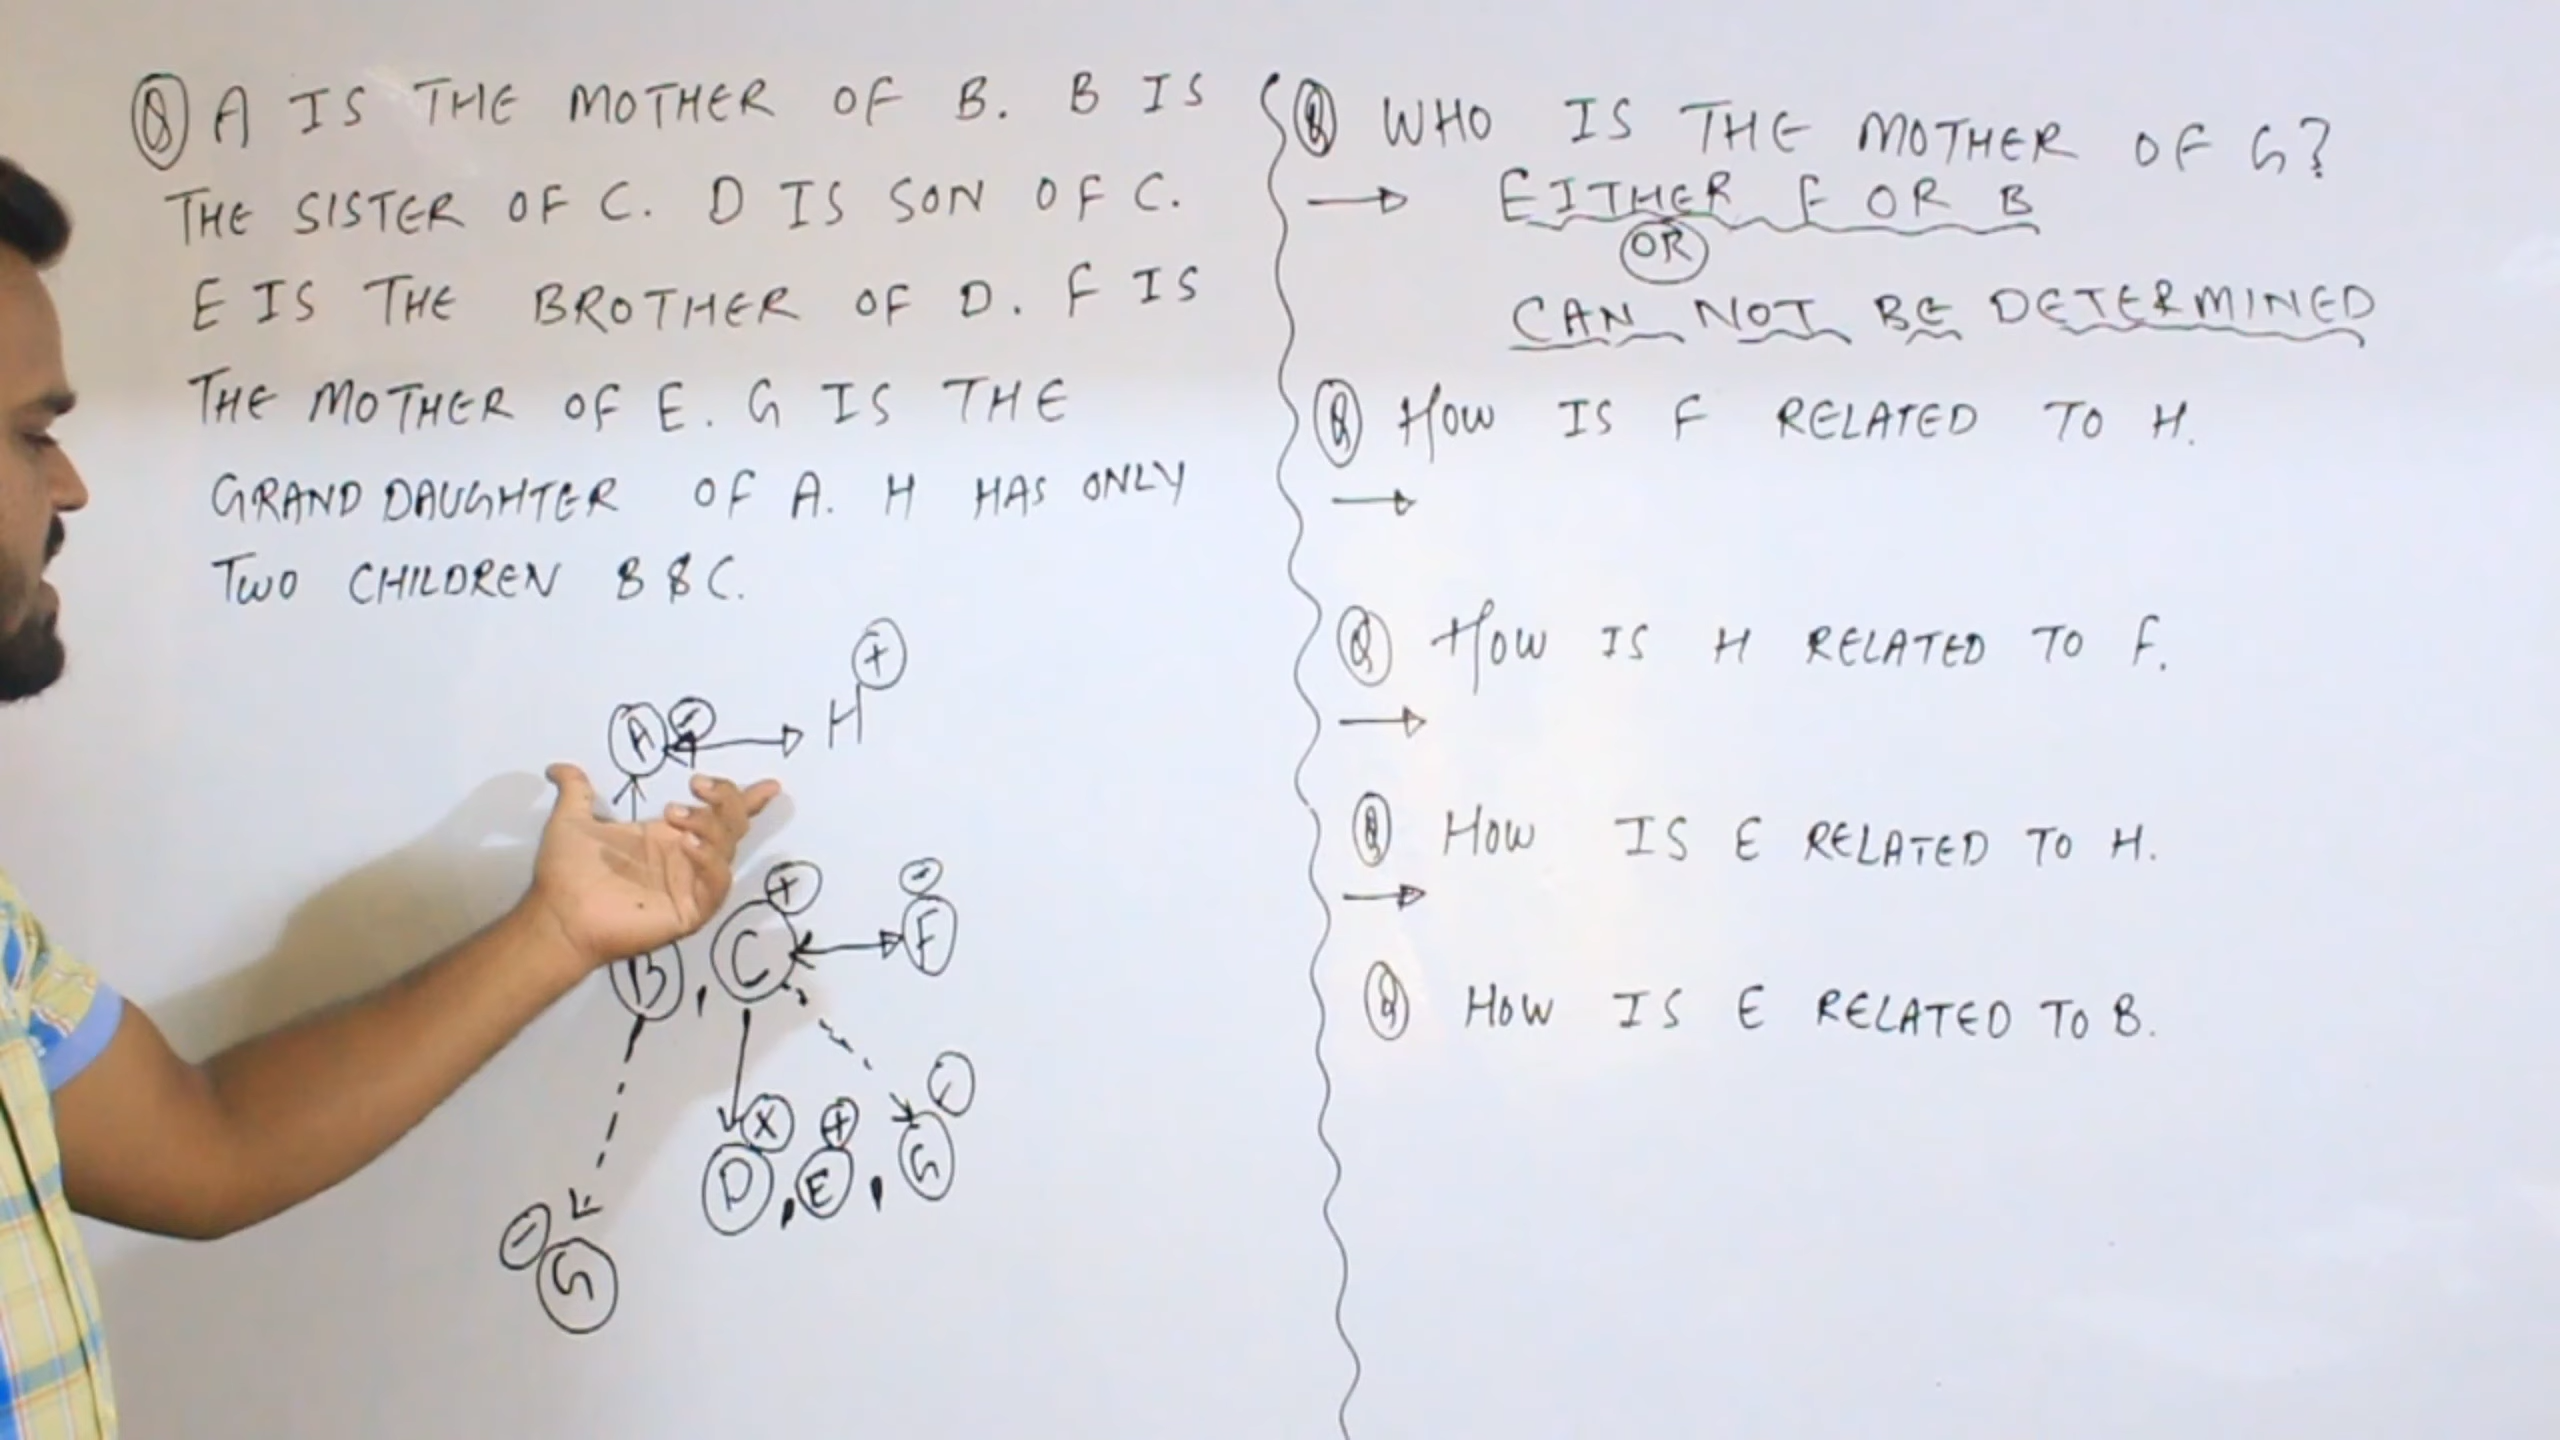 Q A IS THE MOTHER OF B. B IS
THE SISTER OF C. D IS SON OF C.
E IS THE BROTHER OF D. F IS
THE MOTHER OF E. G IS THE
GRAND DAUGHTER OF A. H HAS ONLY
TWO CHILDREN B & C.
+
A - H
+ -
B, C F
X + -
D, E, G
-
G
Q WHO IS THE MOTHER OF G?
→ EITHER F OR B
OR
CAN NOT BE DETERMINED
Q HOW IS F RELATED TO H.
→
Q HOW IS H RELATED TO F.
→
Q HOW IS E RELATED TO H.
→
Q HOW IS E RELATED TO B.